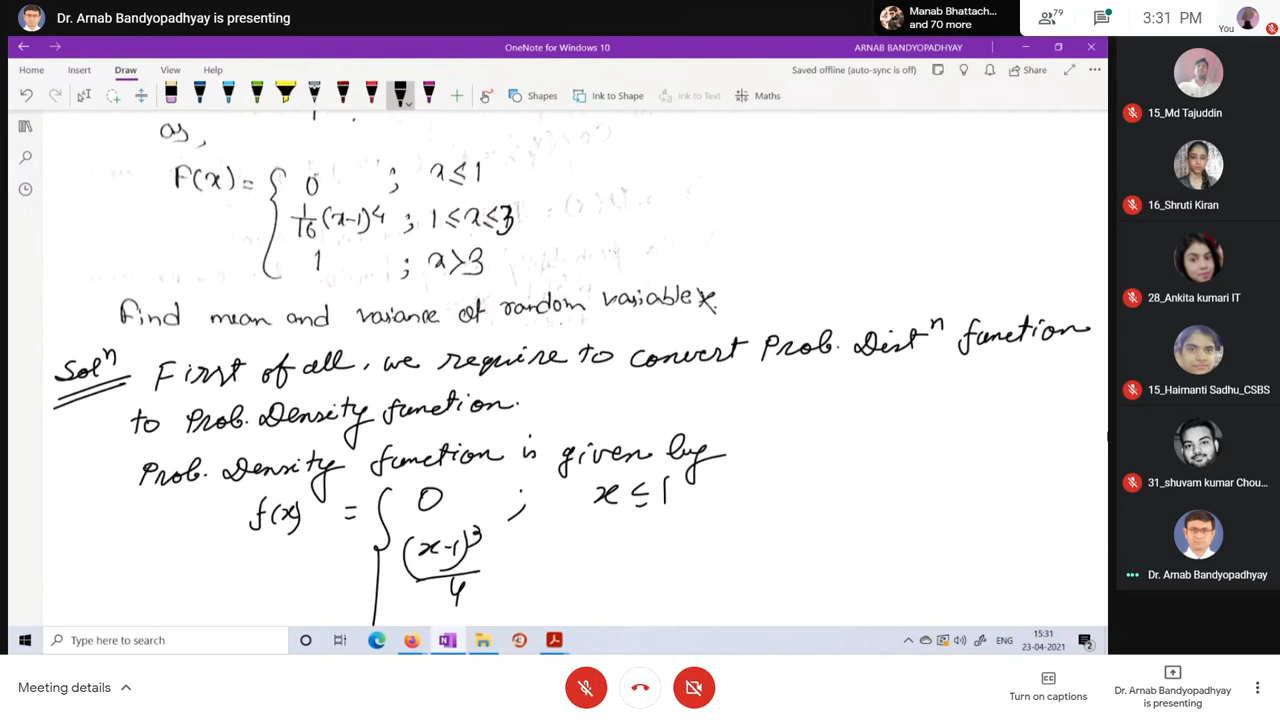 Dr. Arnab Bandyopadhyay is presenting
Manab Bhattach...
and 70 more
79
3:31 PM
You
OneNote for Windows 10
ARNAB BANDYOPADHYAY
Home Insert Draw View Help
Saved offline (auto-sync is off)
Share
Shapes
Ink to Shape
Ink to Text
Maths
as,
F(x) = { 0 ; x ≤ 1
1/16 (x-1)^4 ; 1 ≤ x ≤ 3
1 ; x > 3
Find mean and variance of random variable X.
Solⁿ First of all, we require to convert Prob. Distⁿ function
to Prob. Density function.
Prob. Density function is given by
f(x) = { 0 ; x ≤ 1
(x-1)^3 / 4
15_Md Tajuddin
16_Shruti Kiran
28_Ankita kumari IT
15_Haimanti Sadhu_CSBS
31_shuvam kumar Chou...
Dr. Arnab Bandyopadhyay
Type here to search
ENG
15:31
23-04-2021
2
Meeting details
Turn on captions
Dr. Arnab Bandyopadhyay
is presenting